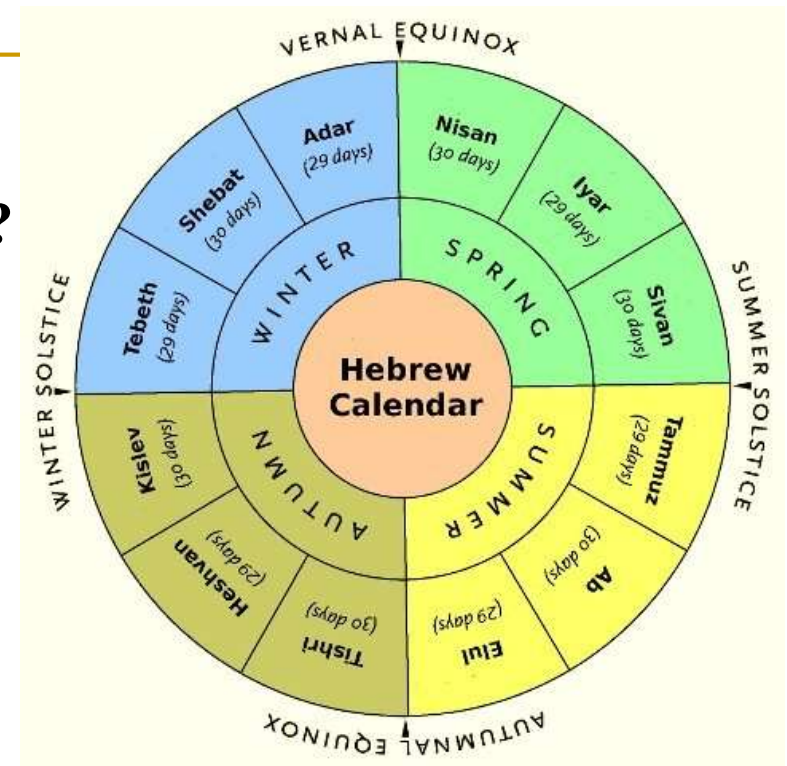 ?
VERNAL EQUINOX
Nisan
(30 days)
Iyar
(29 days)
Sivan
(30 days)
SUMMER SOLSTICE
Tammuz
(29 days)
Ab
(30 days)
Elul
(29 days)
AUTUMNAL EQUINOX
Tishri
(30 days)
Heshvan
(29 days)
Kislev
(30 days)
WINTER SOLSTICE
Tebeth
(29 days)
Shebat
(30 days)
Adar
(29 days)
SPRING
SUMMER
AUTUMN
WINTER
Hebrew
Calendar